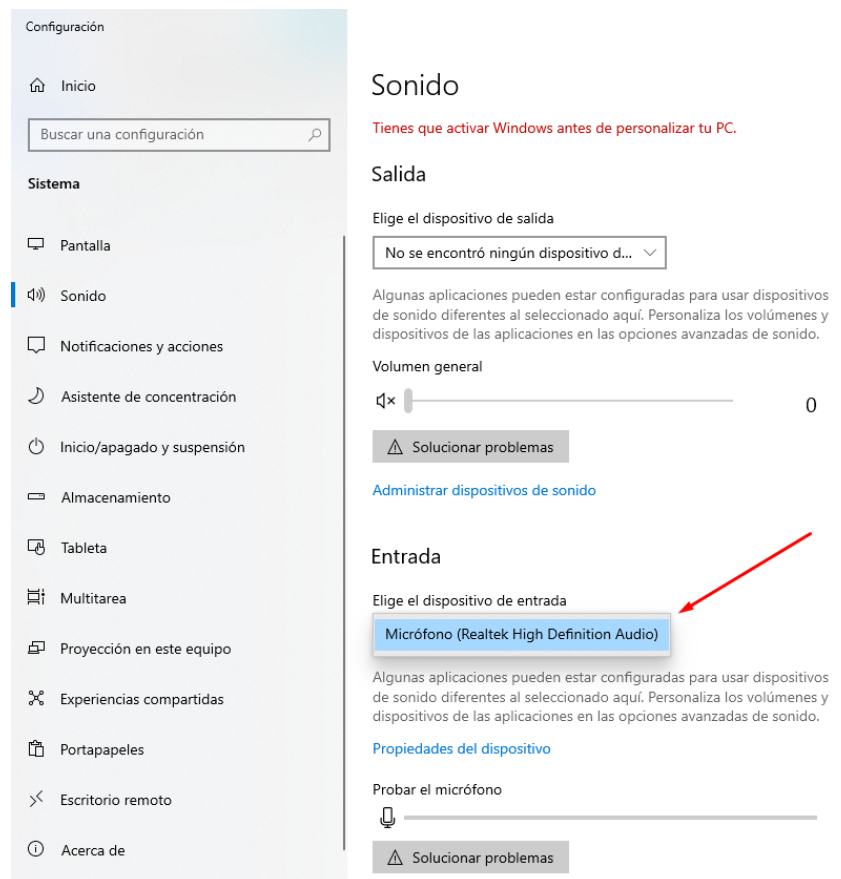 Configuración
Inicio
Buscar una configuración
Sistema
Pantalla
Sonido
Notificaciones y acciones
Asistente de concentración
Inicio/apagado y suspensión
Almacenamiento
Tableta
Multitarea
Proyección en este equipo
Experiencias compartidas
Portapapeles
Escritorio remoto
Acerca de
Sonido
Tienes que activar Windows antes de personalizar tu PC.
Salida
Elige el dispositivo de salida
No se encontró ningún dispositivo d...
Algunas aplicaciones pueden estar configuradas para usar dispositivos
de sonido diferentes al seleccionado aquí. Personaliza los volúmenes y
dispositivos de las aplicaciones en las opciones avanzadas de sonido.
Volumen general
0
Solucionar problemas
Administrar dispositivos de sonido
Entrada
Elige el dispositivo de entrada
Micrófono (Realtek High Definition Audio)
Algunas aplicaciones pueden estar configuradas para usar dispositivos
de sonido diferentes al seleccionado aquí. Personaliza los volúmenes y
dispositivos de las aplicaciones en las opciones avanzadas de sonido.
Propiedades del dispositivo
Probar el micrófono
Solucionar problemas